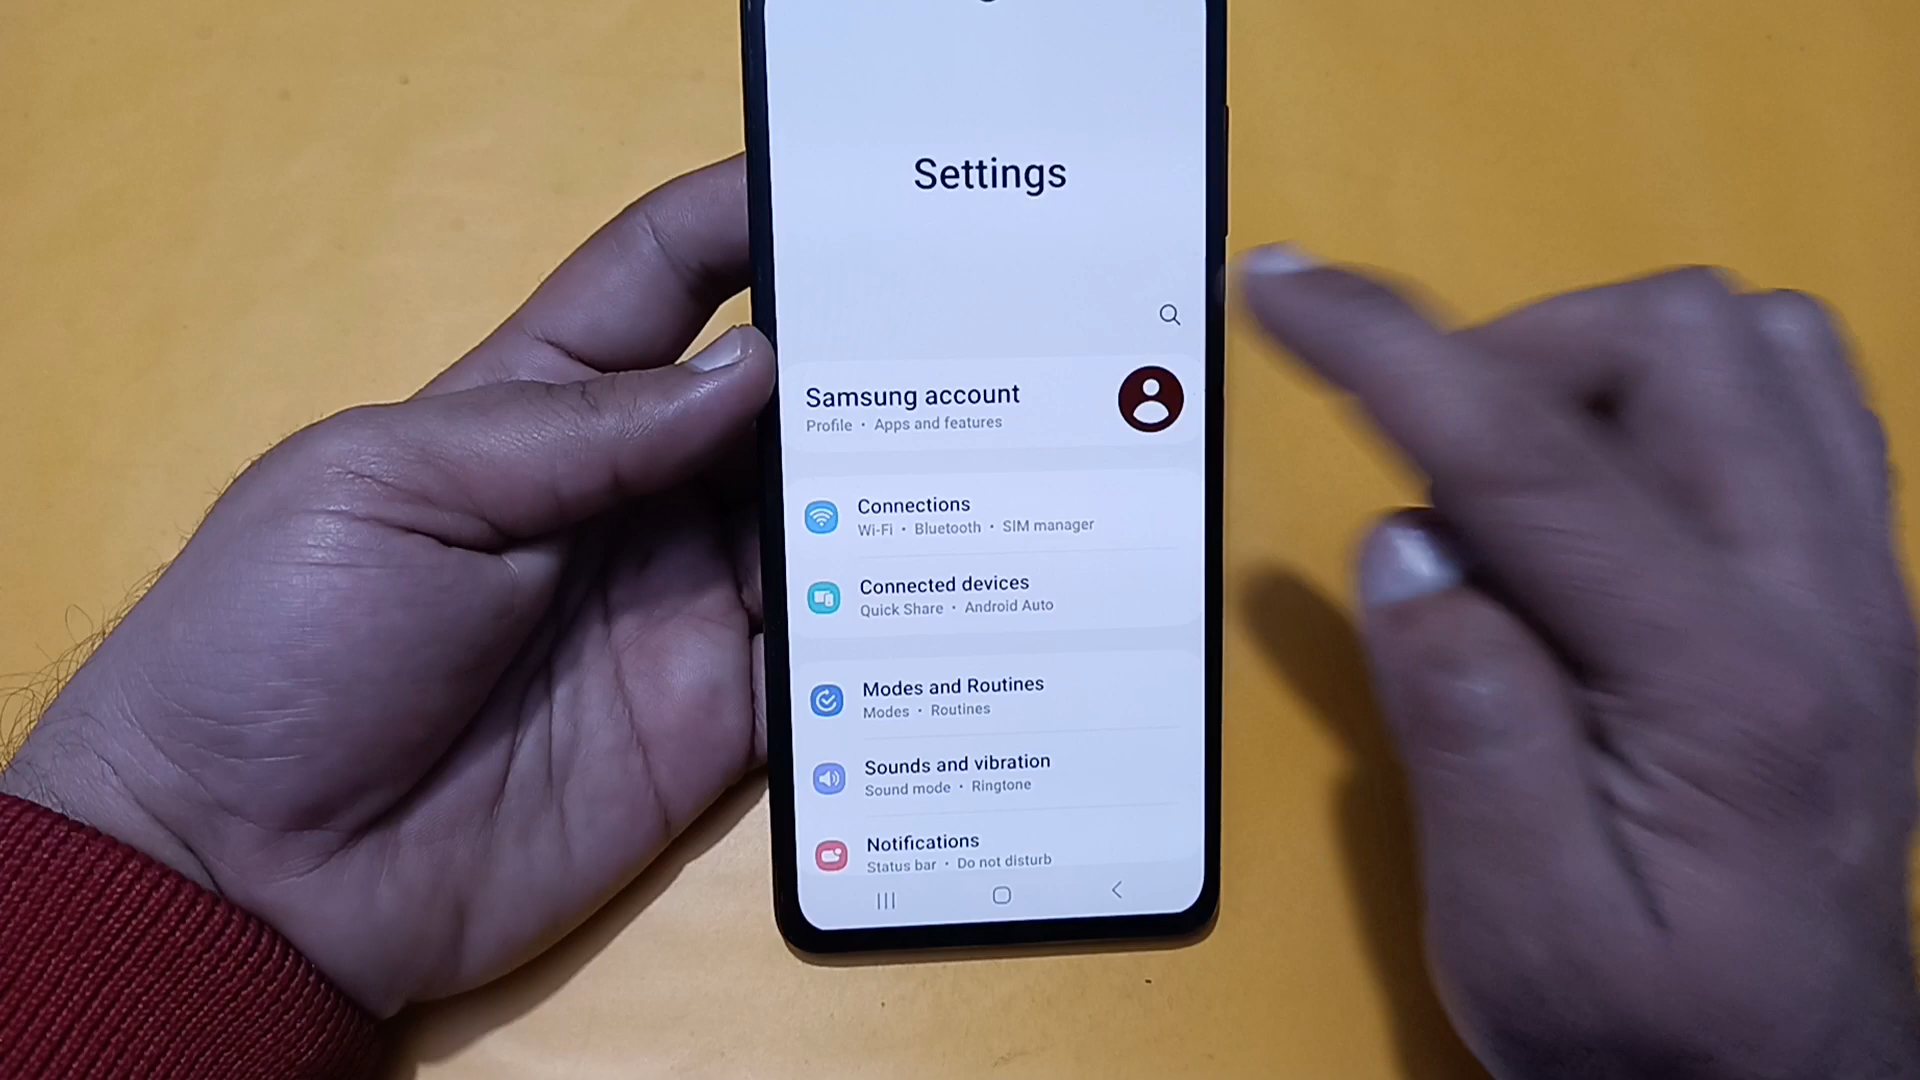 Settings
Samsung account
Profile • Apps and features
Connections
Wi-Fi • Bluetooth • SIM manager
Connected devices
Quick Share • Android Auto
Modes and Routines
Modes • Routines
Sounds and vibration
Sound mode • Ringtone
Notifications
Status bar • Do not disturb